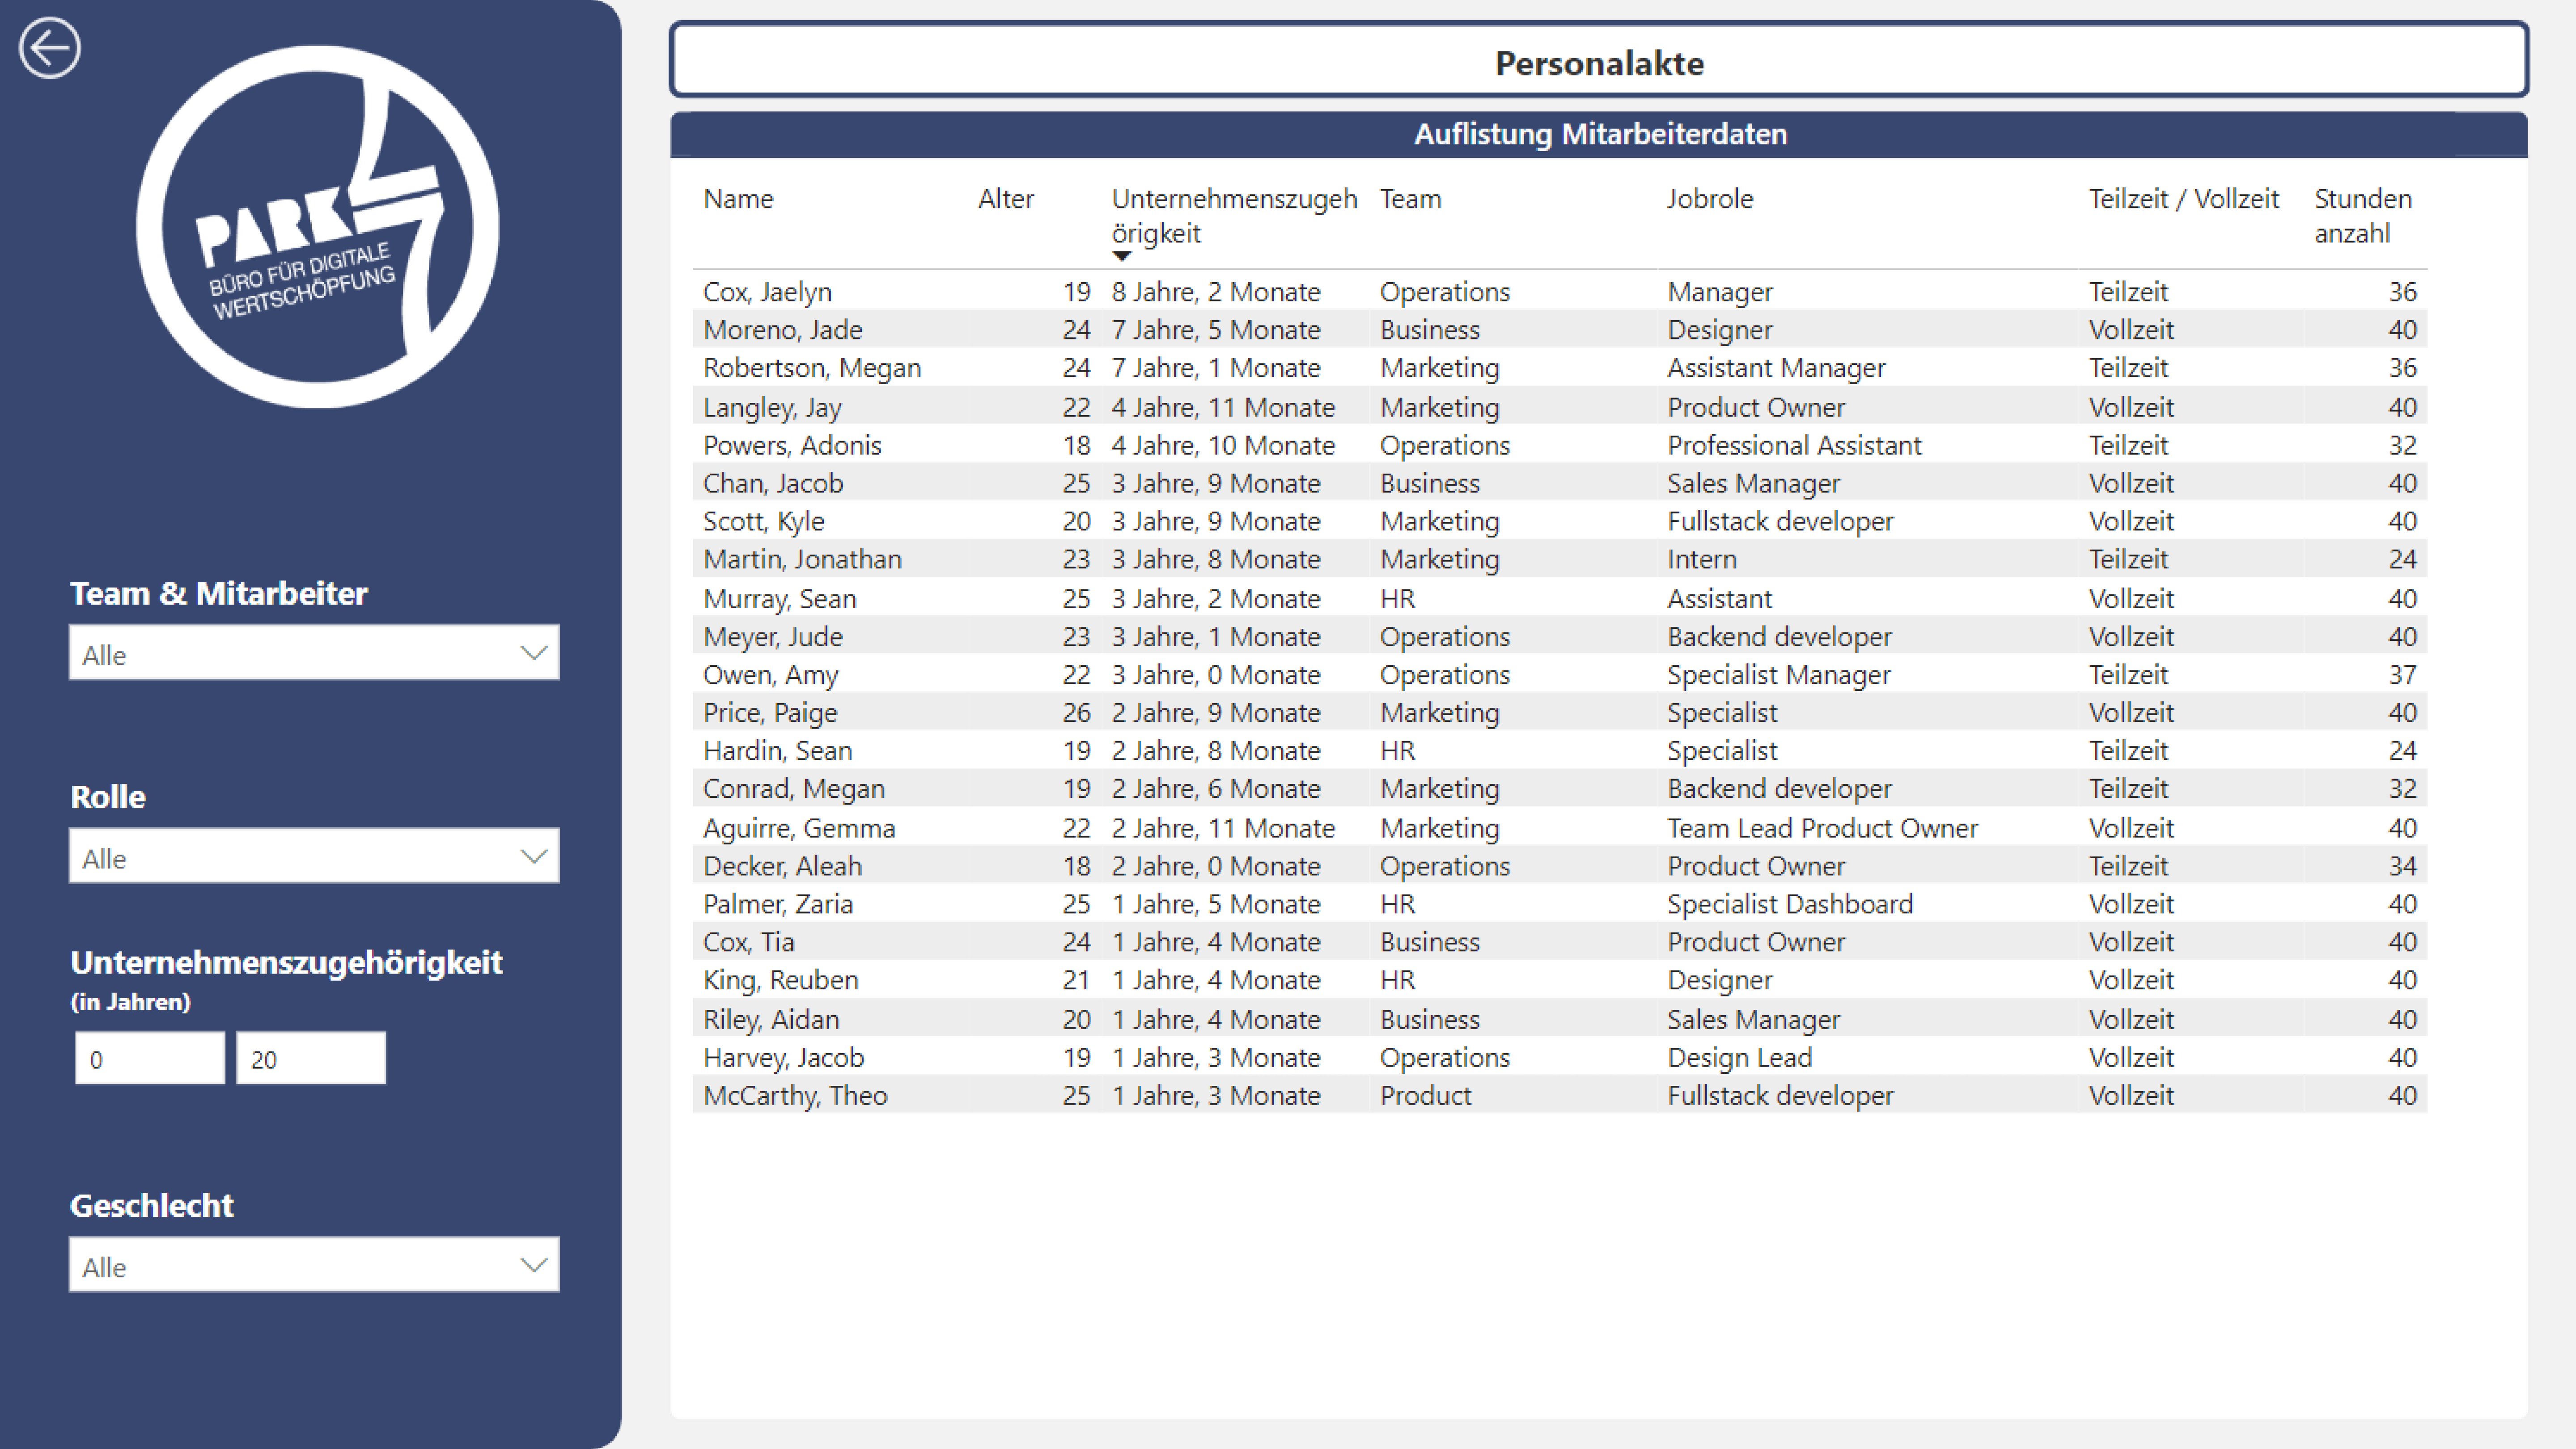 PARK 7
BÜRO FÜR DIGITALE
WERTSCHÖPFUNG
Team & Mitarbeiter
Alle
Rolle
Alle
Unternehmenszugehörigkeit
(in Jahren)
0 20
Geschlecht
Alle
Personalakte
Auflistung Mitarbeiterdaten
Name Alter Unternehmenszugeh Team Jobrole Teilzeit / Vollzeit Stunden
örigkeit anzahl
Cox, Jaelyn 19 8 Jahre, 2 Monate Operations Manager Teilzeit 36
Moreno, Jade 24 7 Jahre, 5 Monate Business Designer Vollzeit 40
Robertson, Megan 24 7 Jahre, 1 Monate Marketing Assistant Manager Teilzeit 36
Langley, Jay 22 4 Jahre, 11 Monate Marketing Product Owner Vollzeit 40
Powers, Adonis 18 4 Jahre, 10 Monate Operations Professional Assistant Teilzeit 32
Chan, Jacob 25 3 Jahre, 9 Monate Business Sales Manager Vollzeit 40
Scott, Kyle 20 3 Jahre, 9 Monate Marketing Fullstack developer Vollzeit 40
Martin, Jonathan 23 3 Jahre, 8 Monate Marketing Intern Teilzeit 24
Murray, Sean 25 3 Jahre, 2 Monate HR Assistant Vollzeit 40
Meyer, Jude 23 3 Jahre, 1 Monate Operations Backend developer Vollzeit 40
Owen, Amy 22 3 Jahre, 0 Monate Operations Specialist Manager Teilzeit 37
Price, Paige 26 2 Jahre, 9 Monate Marketing Specialist Vollzeit 40
Hardin, Sean 19 2 Jahre, 8 Monate HR Specialist Teilzeit 24
Conrad, Megan 19 2 Jahre, 6 Monate Marketing Backend developer Teilzeit 32
Aguirre, Gemma 22 2 Jahre, 11 Monate Marketing Team Lead Product Owner Vollzeit 40
Decker, Aleah 18 2 Jahre, 0 Monate Operations Product Owner Teilzeit 34
Palmer, Zaria 25 1 Jahre, 5 Monate HR Specialist Dashboard Vollzeit 40
Cox, Tia 24 1 Jahre, 4 Monate Business Product Owner Vollzeit 40
King, Reuben 21 1 Jahre, 4 Monate HR Designer Vollzeit 40
Riley, Aidan 20 1 Jahre, 4 Monate Business Sales Manager Vollzeit 40
Harvey, Jacob 19 1 Jahre, 3 Monate Operations Design Lead Vollzeit 40
McCarthy, Theo 25 1 Jahre, 3 Monate Product Fullstack developer Vollzeit 40